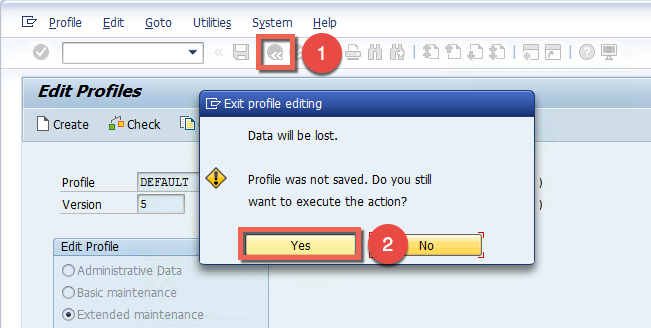 Profile Edit Goto Utilities System Help
1
Edit Profiles
Create Check
Exit profile editing
Data will be lost.
Profile was not saved. Do you still
want to execute the action?
Yes 2 No
Profile DEFAULT )
Version 5 )
Edit Profile
Administrative Data
Basic maintenance
Extended maintenance